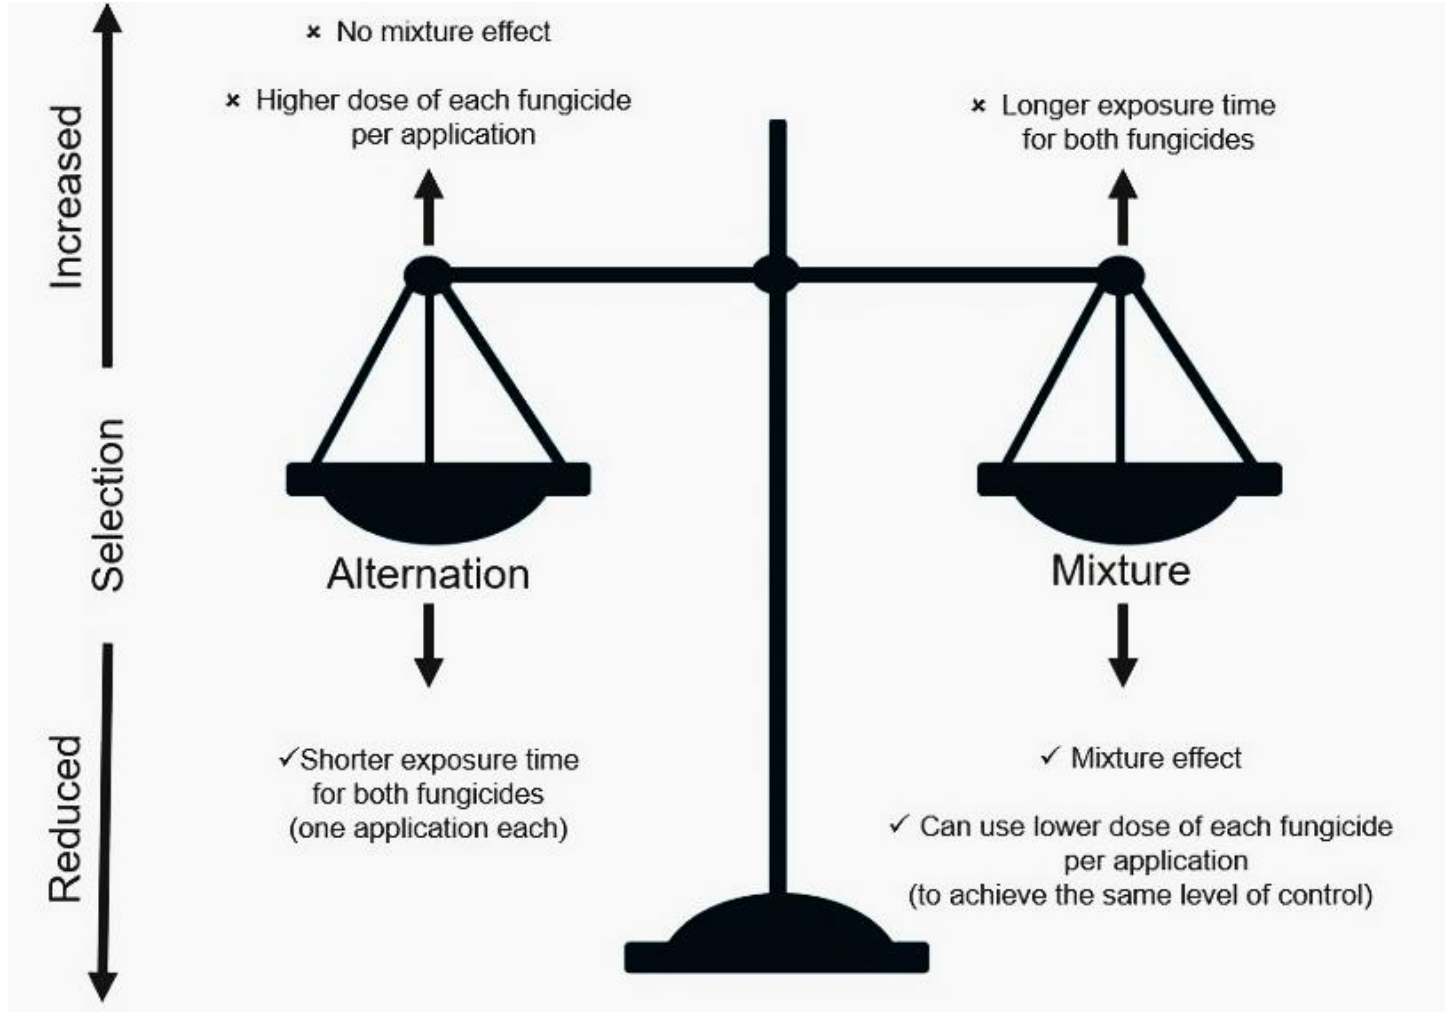 Increased
Selection
Reduced
× No mixture effect
× Higher dose of each fungicide
per application
× Longer exposure time
for both fungicides
Alternation
Mixture
✓Shorter exposure time
for both fungicides
(one application each)
✓ Mixture effect
✓ Can use lower dose of each fungicide
per application
(to achieve the same level of control)